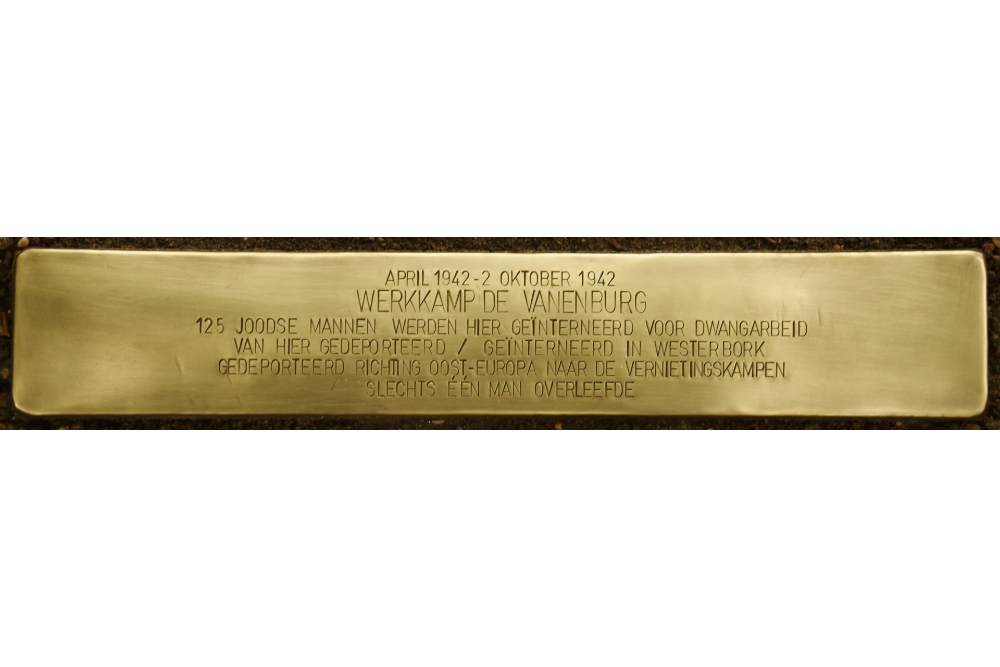 APRIL 1942-2 OKTOBER 1942
WERKKAMP DE VANENBURG
125 JOODSE MANNEN WERDEN HIER GEÏNTERNEERD VOOR DWANGARBEID
VAN HIER GEDEPORTEERD / GEÏNTERNEERD IN WESTERBORK
GEDEPORTEERD RICHTING OOST-EUROPA NAAR DE VERNIETINGSKAMPEN
SLECHTS ÉÉN MAN OVERLEEFDE